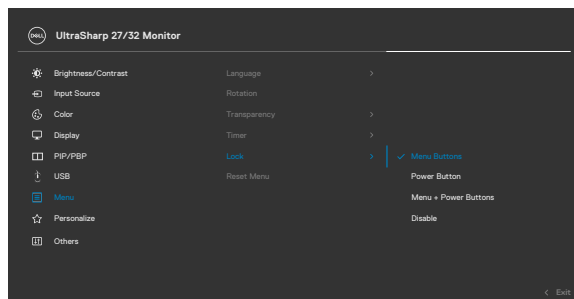 DELL
UltraSharp 27/32 Monitor
Brightness/Contrast
Input Source
Color
Display
PIP/PBP
USB
Menu
Personalize
Others
Language >
Rotation
Transparency >
Timer >
Lock >
Reset Menu
✓ Menu Buttons
Power Button
Menu + Power Buttons
Disable
< Exit